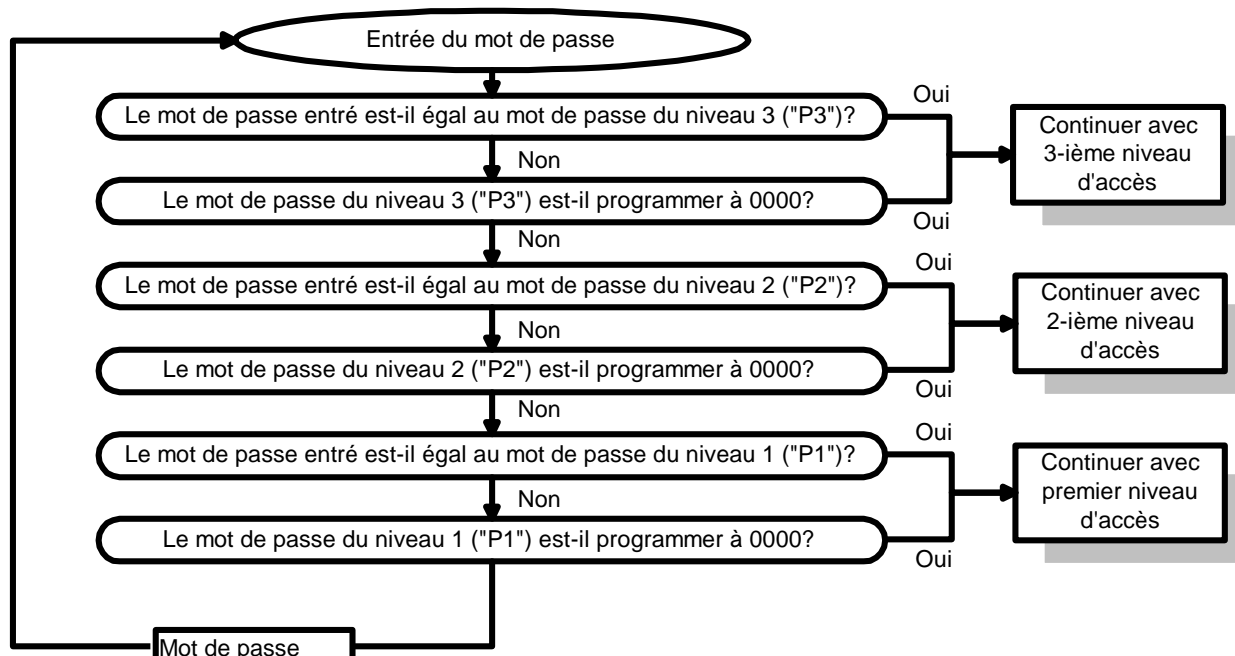 Entrée du mot de passe
Le mot de passe entré est-il égal au mot de passe du niveau 3 ("P3")?
Oui
Continuer avec
3-ième niveau
d'accès
Non
Le mot de passe du niveau 3 ("P3") est-il programmer à 0000?
Oui
Non
Le mot de passe entré est-il égal au mot de passe du niveau 2 ("P2")?
Oui
Continuer avec
2-ième niveau
d'accès
Non
Le mot de passe du niveau 2 ("P2") est-il programmer à 0000?
Oui
Non
Le mot de passe entré est-il égal au mot de passe du niveau 1 ("P1")?
Oui
Continuer avec
premier niveau
d'accès
Non
Le mot de passe du niveau 1 ("P1") est-il programmer à 0000?
Oui
Mot de passe